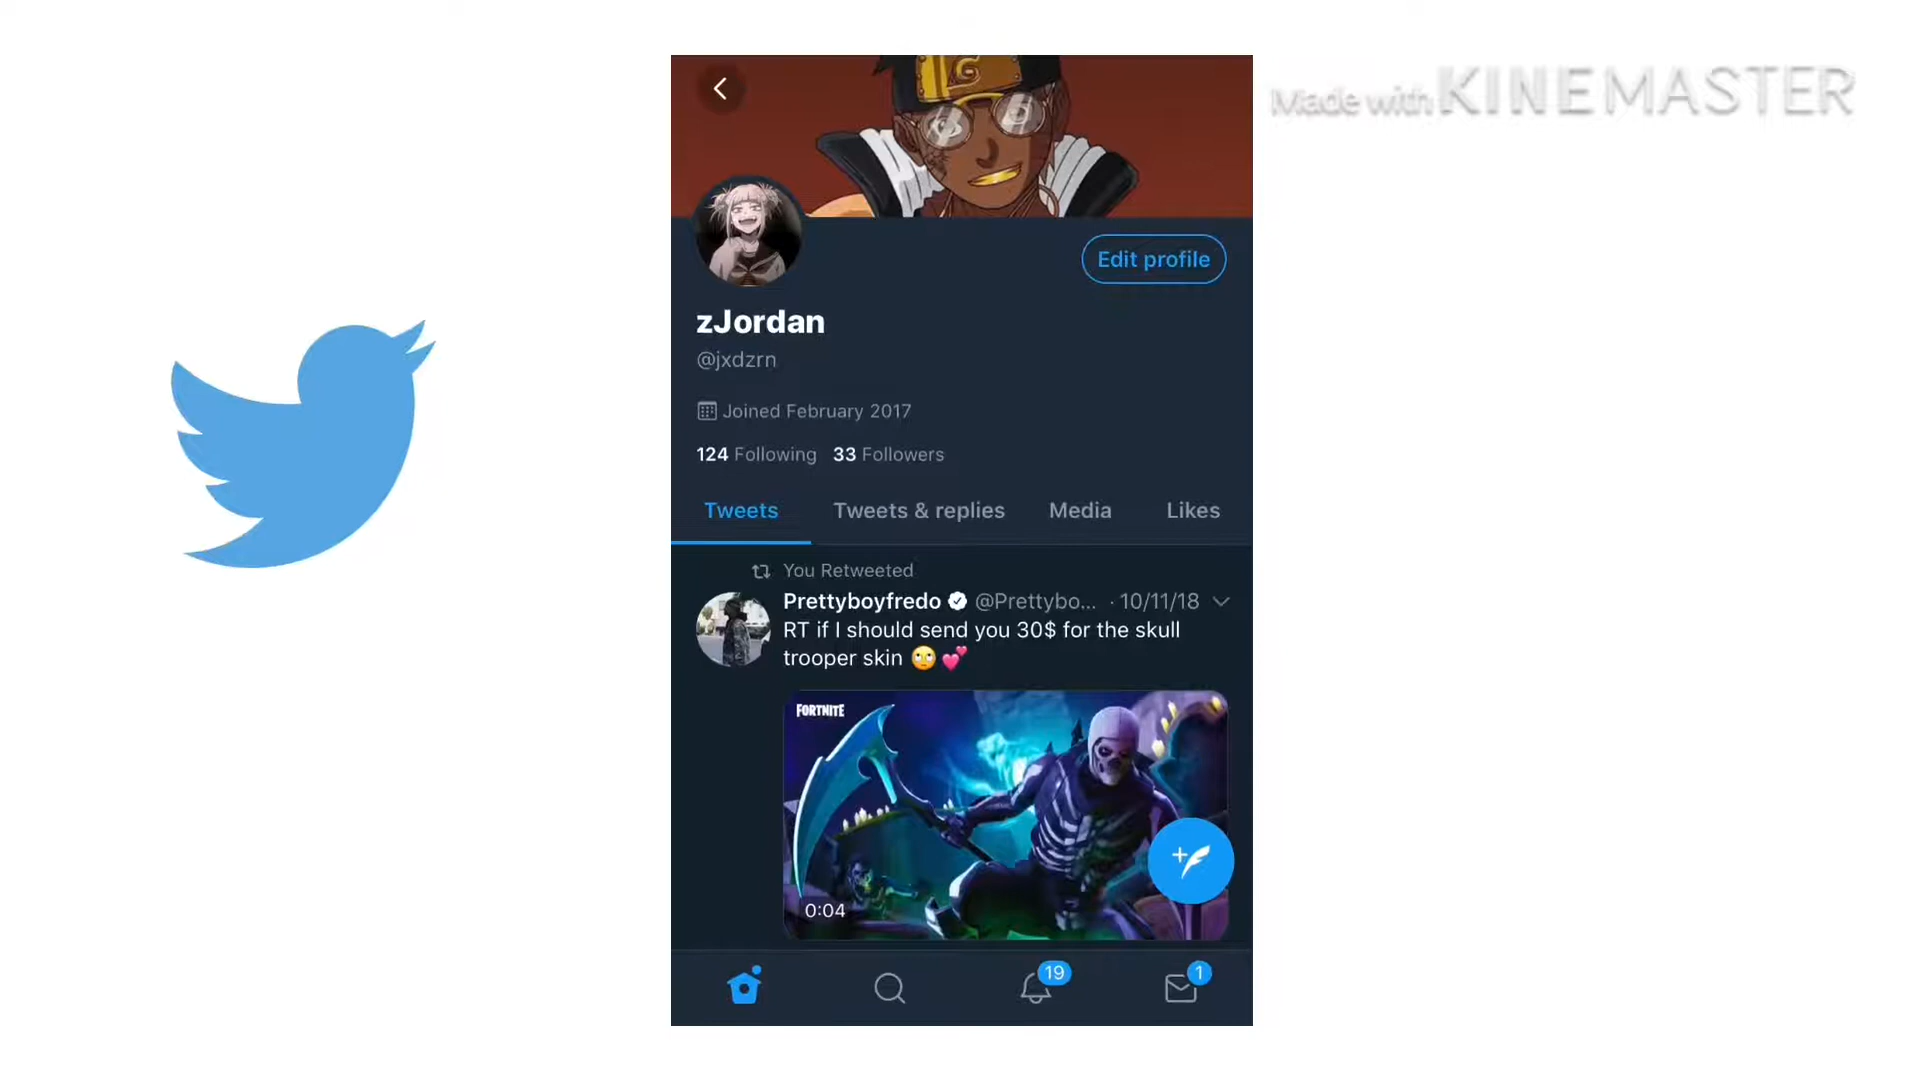 Made with KINEMASTER
Edit profile
zJordan
@jxdzrn
Joined February 2017
124 Following 33 Followers
Tweets Tweets & replies Media Likes
You Retweeted
Prettyboyfredo @Prettybo... · 10/11/18
RT if I should send you 30$ for the skull
trooper skin 🙄 💕
FORTNITE
0:04
19 1